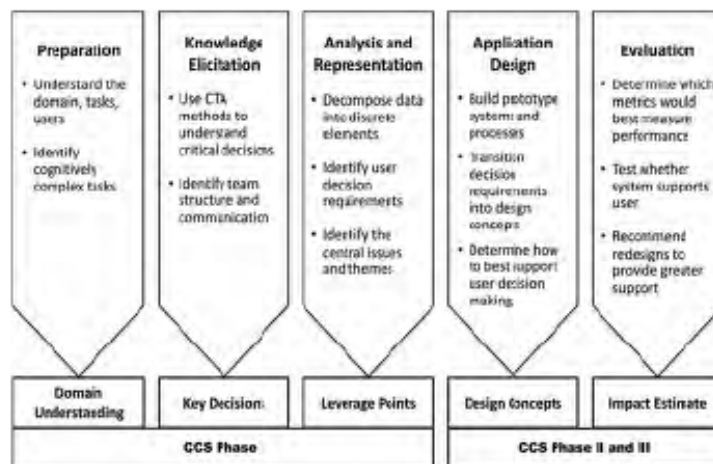 Preparation
• Understand the
domain, tasks,
users
• Identify
cognitively
complex tasks
Knowledge
Elicitation
• Use CTA
methods to
understand
critical decisions
• Identify team
structure and
communication
Analysis and
Representation
• Decompose data
into discrete
elements
• Identify user
decision
requirements
• Identify the
central issues
and themes
Application
Design
• Build prototype
systems and
processes
• Transition
decision
requirements
into design
concepts
• Determine how
to best support
user decision
making
Evaluation
• Determine which
metrics would
best measure
performance
• Test whether
system supports
user
• Recommend
redesigns to
provide greater
support
Domain
Understanding
Key Decisions
Leverage Points
Design Concepts
Impact Estimate
CCS Phase
CCS Phase II and III